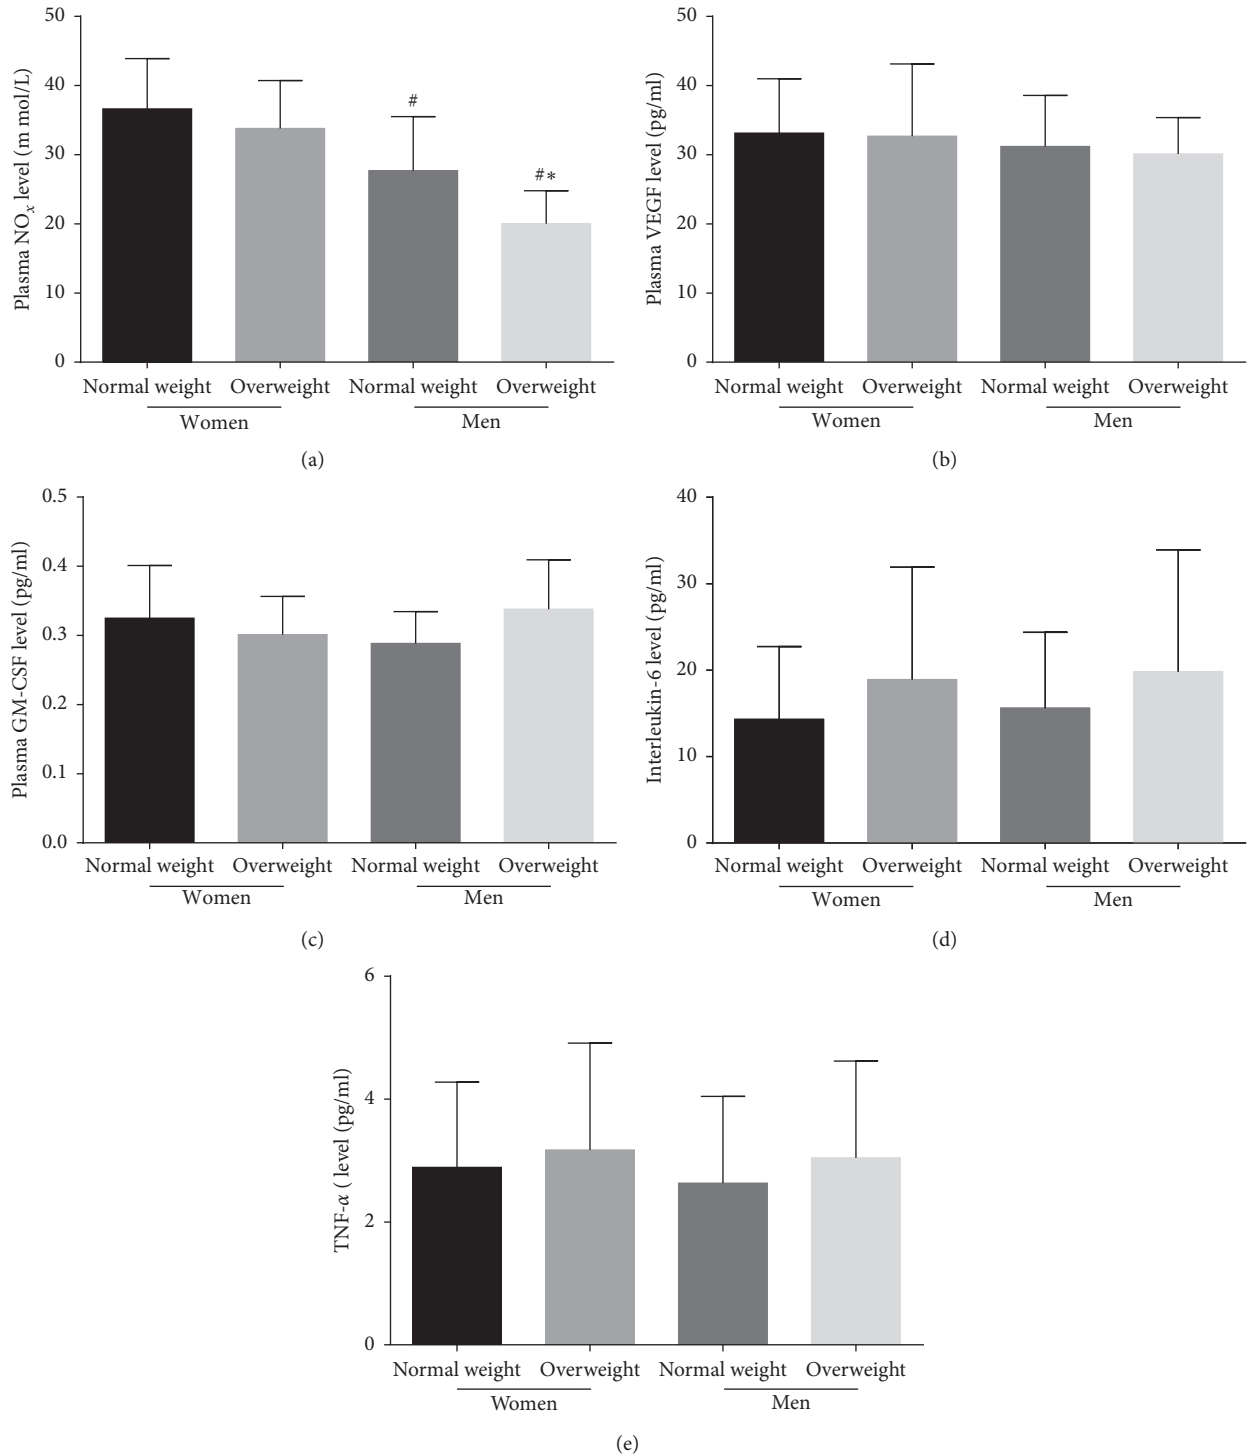 Plasma NOx level (m mol/L)
50
40
30
20
10
0
#
#*
Normal weight Overweight Normal weight Overweight
Women Men
(a)
Plasma VEGF level (pg/ml)
50
40
30
20
10
0
Normal weight Overweight Normal weight Overweight
Women Men
(b)
Plasma GM-CSF level (pg/ml)
0.5
0.4
0.3
0.2
0.1
0.0
Normal weight Overweight Normal weight Overweight
Women Men
(c)
Interleukin-6 level (pg/ml)
40
30
20
10
0
Normal weight Overweight Normal weight Overweight
Women Men
(d)
TNF-α ( level (pg/ml)
6
4
2
0
Normal weight Overweight Normal weight Overweight
Women Men
(e)